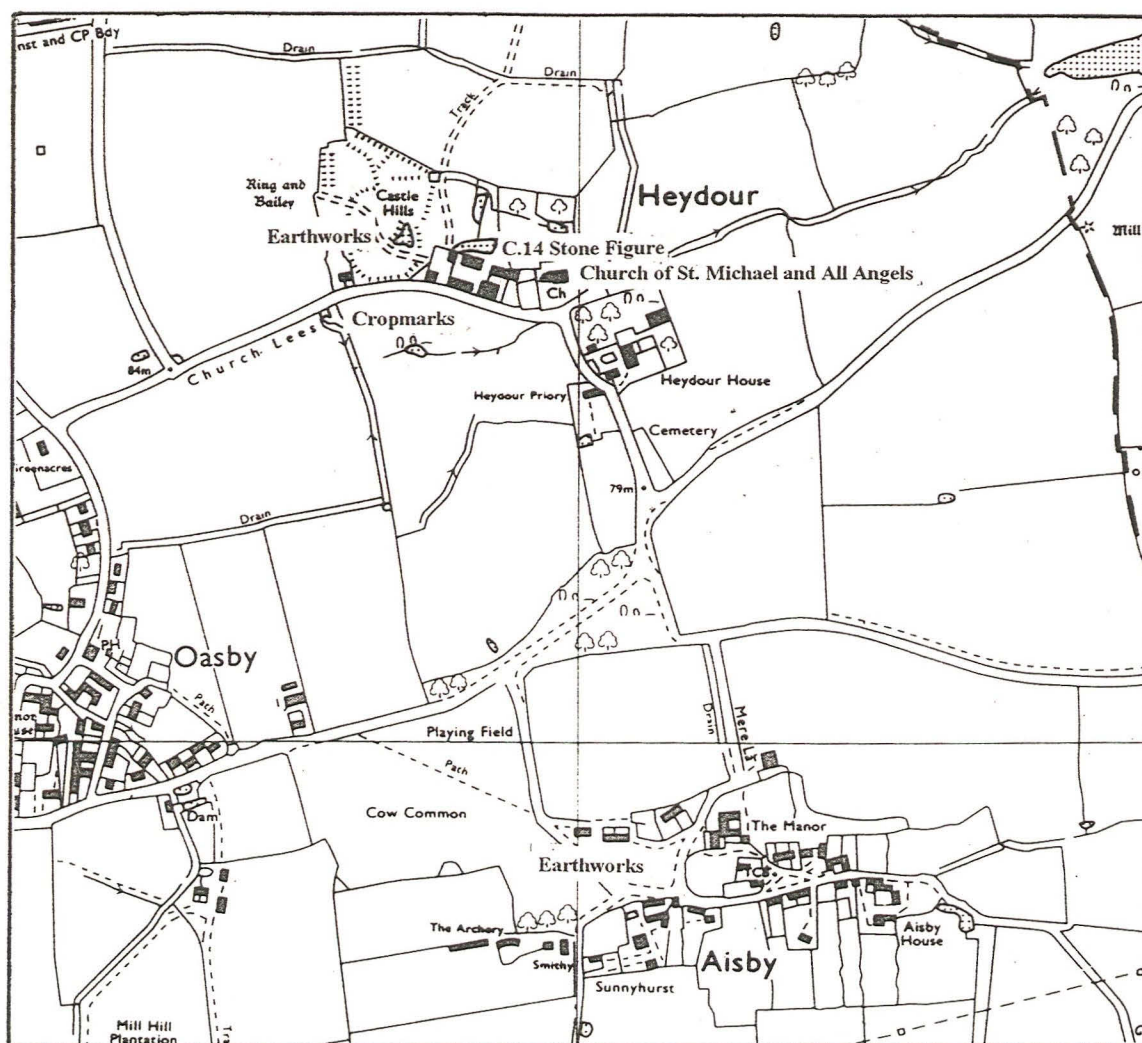 nst and CP Bdy
Drain
Drain
Track
Heydour
Ring and
Bailey
Castle
Hills
Earthworks
C.14 Stone Figure
Church of St. Michael and All Angels
Ch
Mill
Cropmarks
Church Lees
84m
Heydour House
Heydour Priory
Cemetery
Greenacres
79m
Drain
PH
Oasby
Path
Drain
Mere La
Playing Field
Path
Cow Common
Dam
The Manor
TCB
Earthworks
The Archery
Smithy
Aisby
House
Aisby
Sunnyhurst
Mill Hill
Plantation